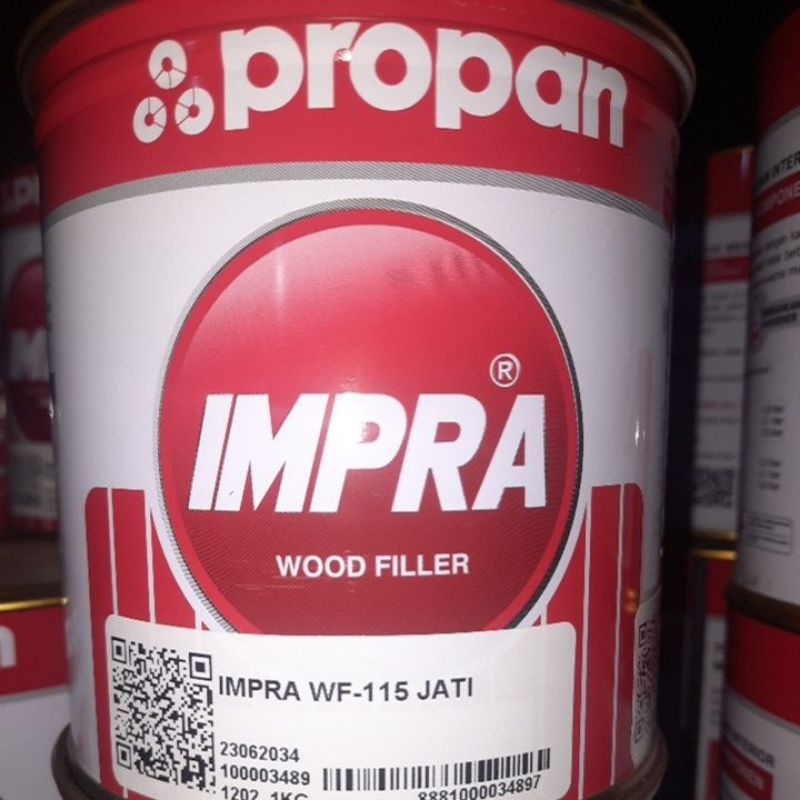 propan
IMPRA
®
WOOD FILLER
IMPRA WF-115 JATI
23062034
100003489
1202 1KG
8881000034897